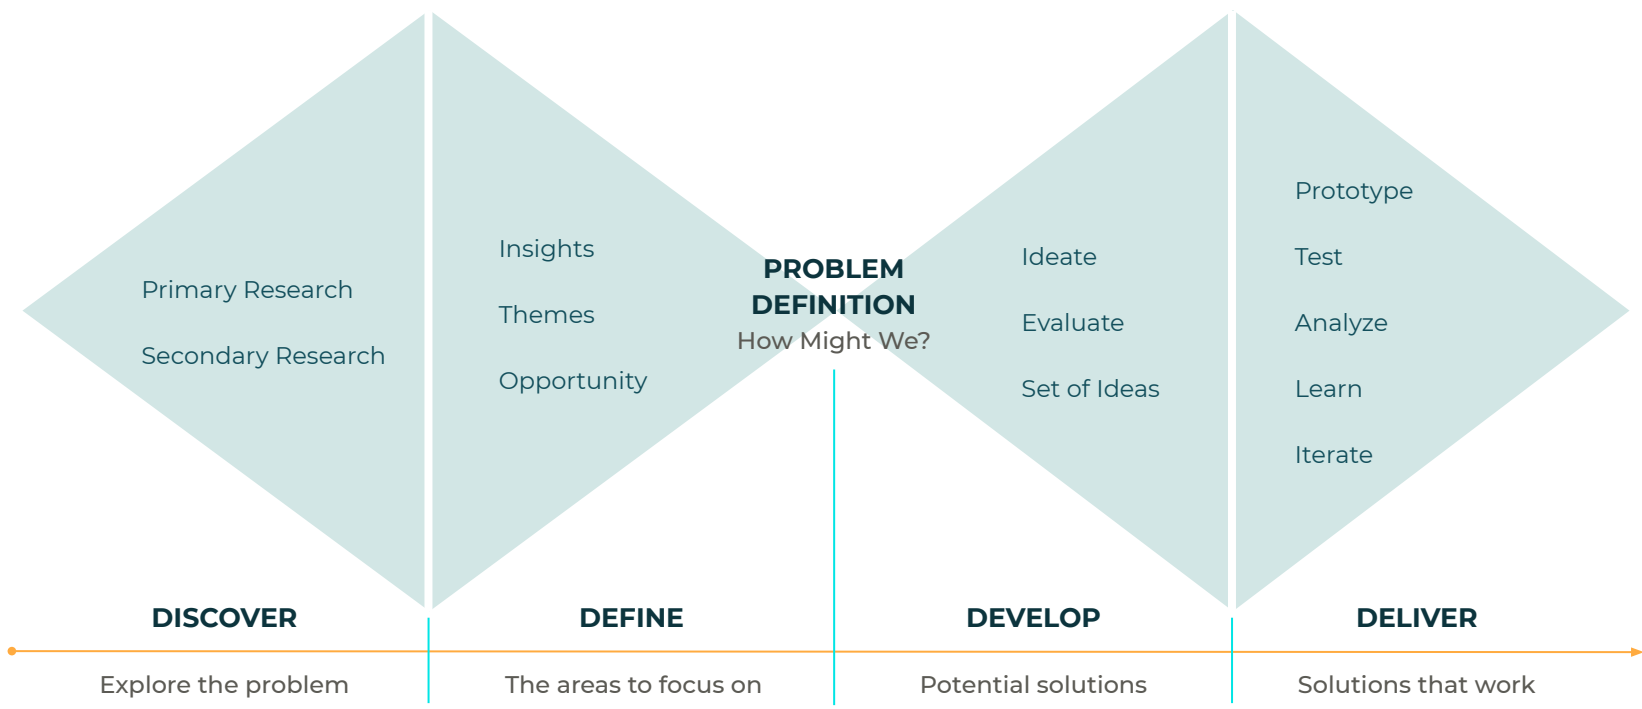 Primary Research
Secondary Research
Insights
Themes
Opportunity
PROBLEM
DEFINITION
How Might We?
Ideate
Evaluate
Set of Ideas
Prototype
Test
Analyze
Learn
Iterate
DISCOVER
DEFINE
DEVELOP
DELIVER
Explore the problem
The areas to focus on
Potential solutions
Solutions that work